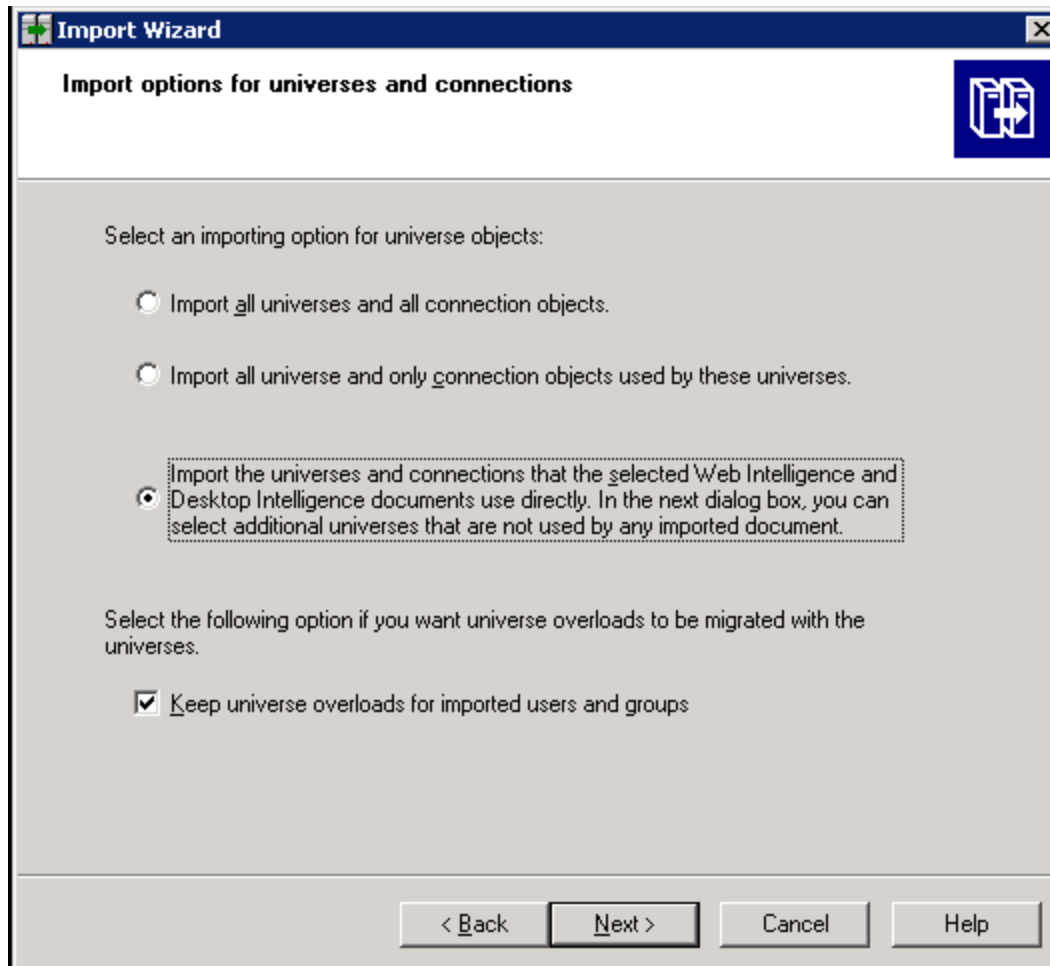 Import Wizard
Import options for universes and connections
Select an importing option for universe objects:
Import all universes and all connection objects.
Import all universe and only connection objects used by these universes.
Import the universes and connections that the selected Web Intelligence and
Desktop Intelligence documents use directly. In the next dialog box, you can
select additional universes that are not used by any imported document.
Select the following option if you want universe overloads to be migrated with the
universes.
Keep universe overloads for imported users and groups
< Back
Next >
Cancel
Help